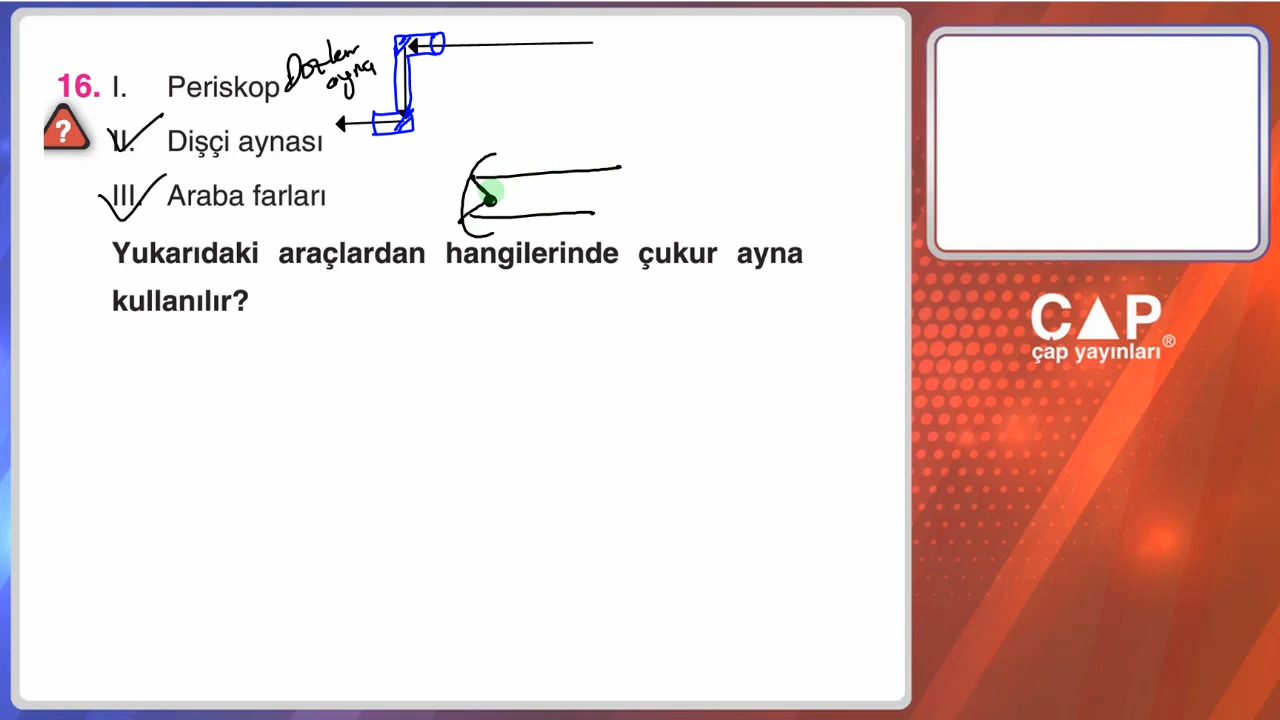 16. I. Periskop Düzlem
ayna
? II. Dişçi aynası
III. Araba farları
Yukarıdaki araçlardan hangilerinde çukur ayna
kullanılır?
ÇAP
çap yayınları®